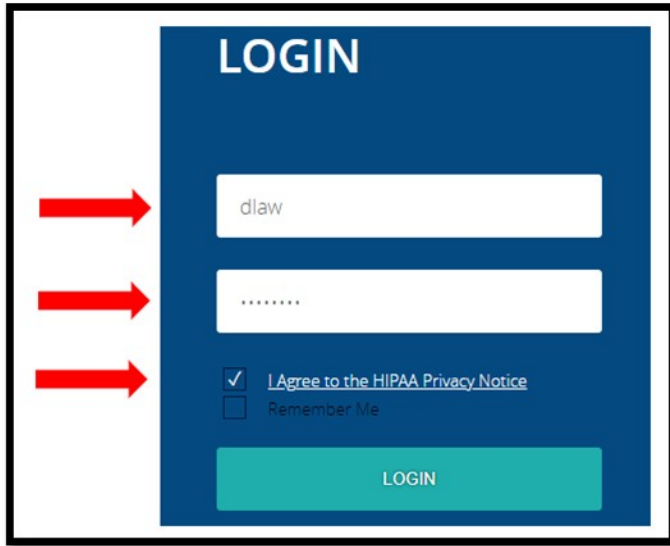 LOGIN
dlaw
........
I Agree to the HIPAA Privacy Notice
Remember Me
LOGIN